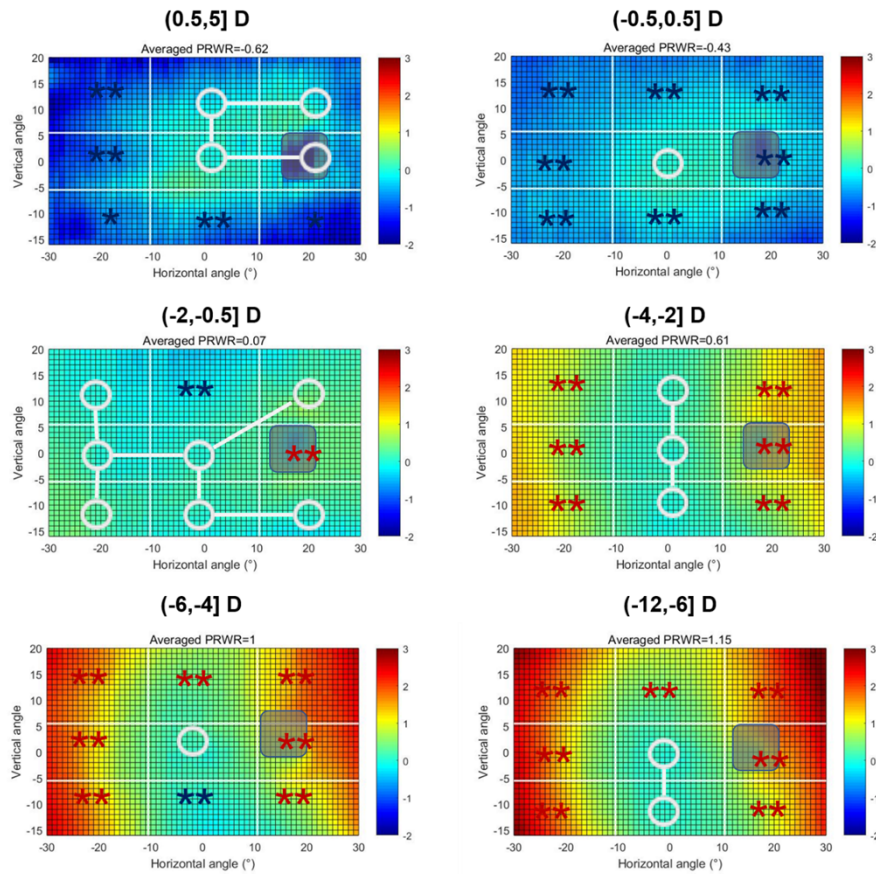 (0.5,5] D
Averaged PRWR=-0.62
20
15
10
5
0
-5
-10
-15
Vertical angle
-30 -20 -10 0 10 20 30
Horizontal angle (°)
3
2
1
0
-1
-2
** ** * ** *
(-0.5,0.5] D
Averaged PRWR=-0.43
20
15
10
5
0
-5
-10
-15
Vertical angle
-30 -20 -10 0 10 20 30
Horizontal angle (°)
3
2
1
0
-1
-2
** ** **
** **
** ** **
(-2,-0.5] D
Averaged PRWR=0.07
20
15
10
5
0
-5
-10
-15
Vertical angle
-30 -20 -10 0 10 20 30
Horizontal angle (°)
3
2
1
0
-1
-2
**
**
(-4,-2] D
Averaged PRWR=0.61
20
15
10
5
0
-5
-10
-15
Vertical angle
-30 -20 -10 0 10 20 30
Horizontal angle (°)
3
2
1
0
-1
-2
** **
** **
** **
(-6,-4] D
Averaged PRWR=1
20
15
10
5
0
-5
-10
-15
Vertical angle
-30 -20 -10 0 10 20 30
Horizontal angle (°)
3
2
1
0
-1
-2
** ** **
** **
** ** **
(-12,-6] D
Averaged PRWR=1.15
20
15
10
5
0
-5
-10
-15
Vertical angle
-30 -20 -10 0 10 20 30
Horizontal angle (°)
3
2
1
0
-1
-2
** ** **
** **
** **